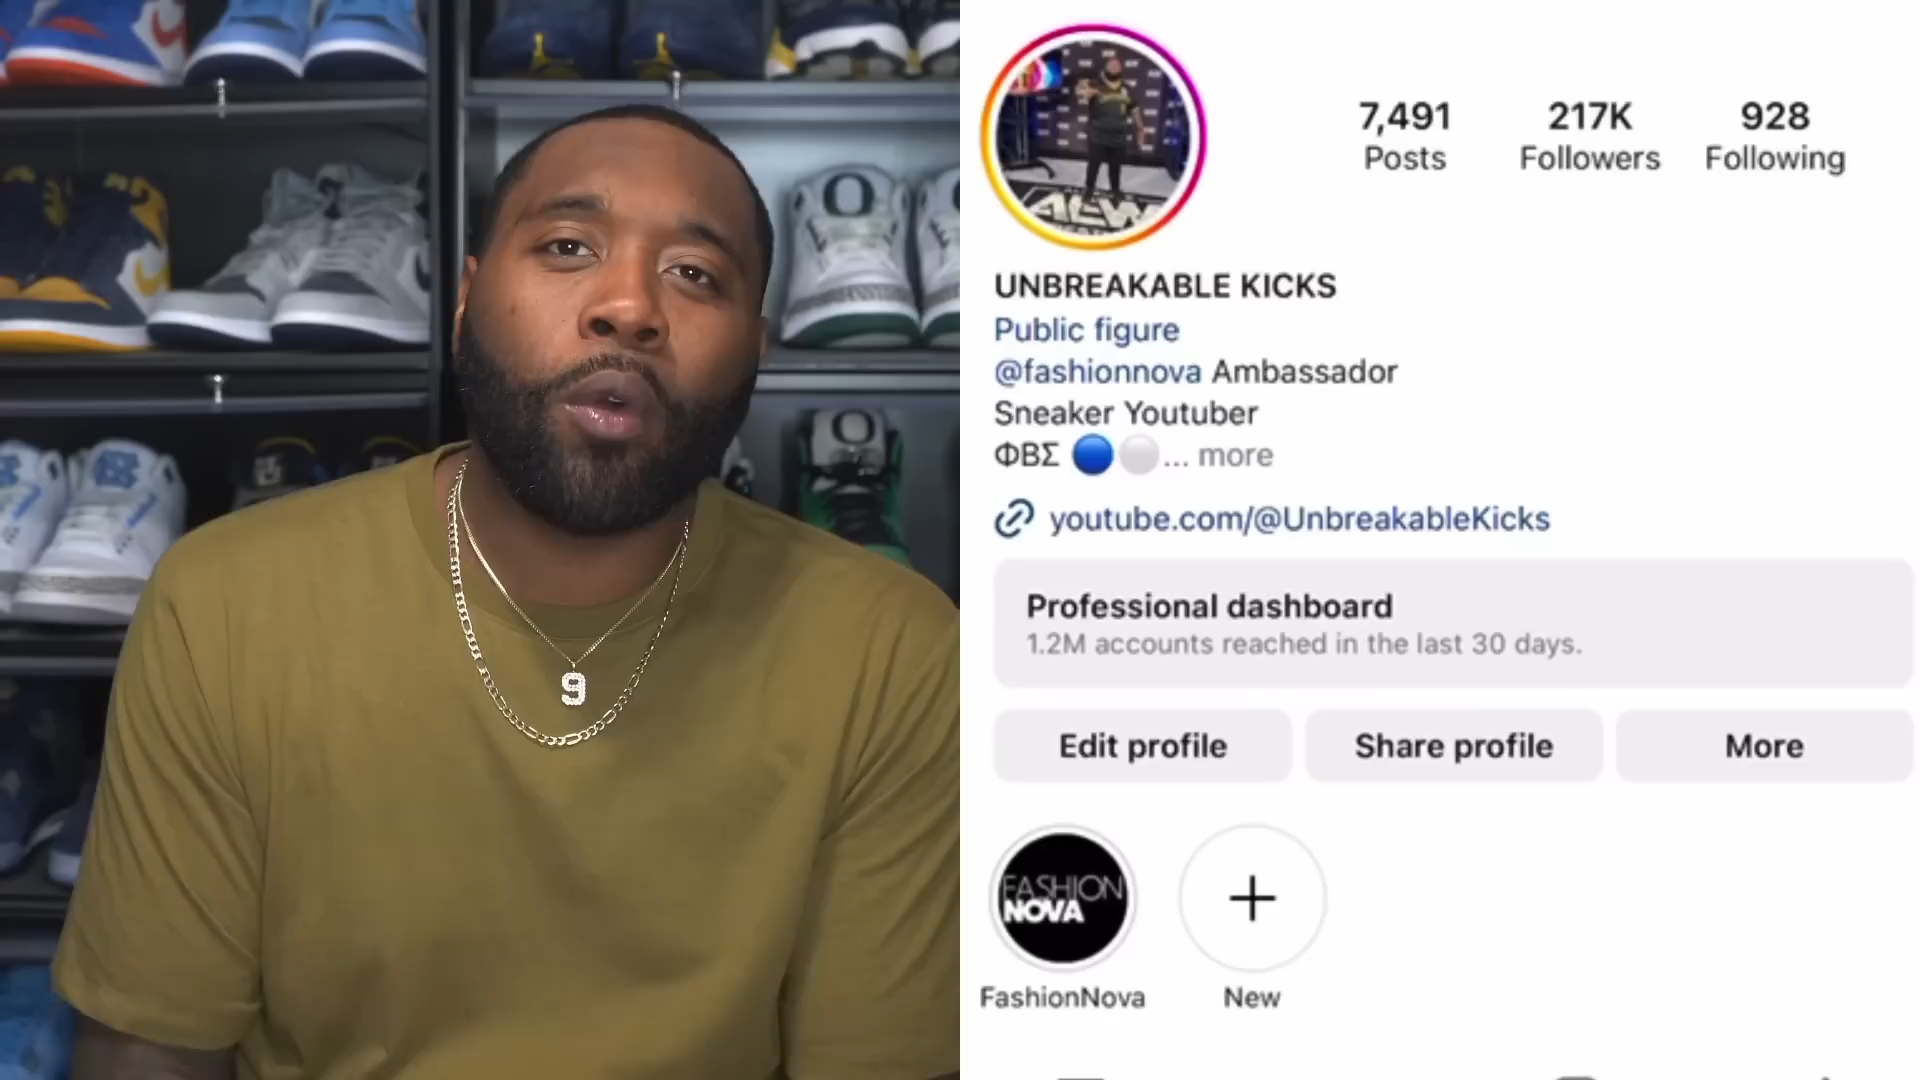 O
O
9
AEW
7,491
Posts
217K
Followers
928
Following
UNBREAKABLE KICKS
Public figure
@fashionnova Ambassador
Sneaker Youtuber
ΦΒΣ 🔵⚪... more
youtube.com/@UnbreakableKicks
Professional dashboard
1.2M accounts reached in the last 30 days.
Edit profile
Share profile
More
FASHION
NOVA
FashionNova
New